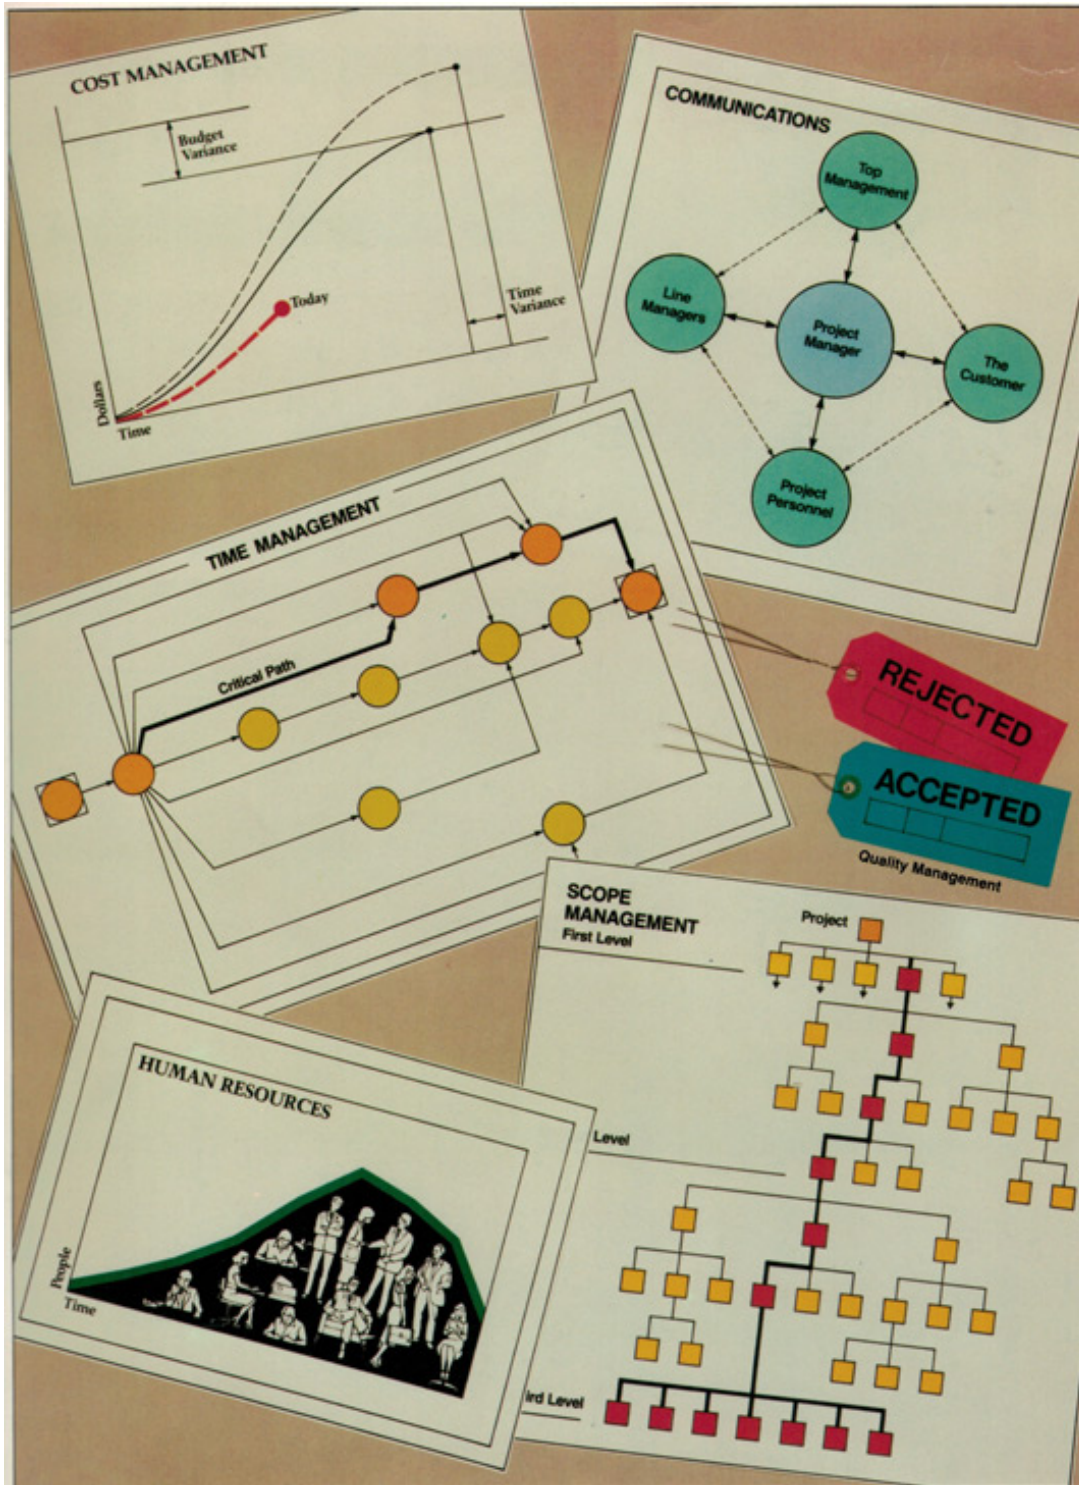 COST MANAGEMENT
Budget
Variance
Today
Time
Variance
Dollars
Time
COMMUNICATIONS
Top
Management
Line
Managers
Project
Manager
The
Customer
Project
Personnel
TIME MANAGEMENT
Critical Path
REJECTED
ACCEPTED
Quality Management
SCOPE
MANAGEMENT
First Level
Project
Level
ird Level
HUMAN RESOURCES
People
Time